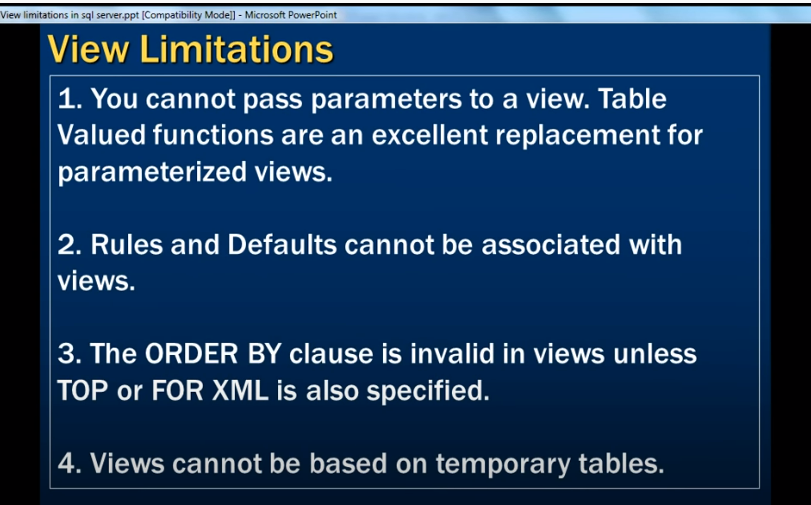 View limitations in sql server.ppt [Compatibility Mode]] - Microsoft PowerPoint
View Limitations
1. You cannot pass parameters to a view. Table
Valued functions are an excellent replacement for
parameterized views.
2. Rules and Defaults cannot be associated with
views.
3. The ORDER BY clause is invalid in views unless
TOP or FOR XML is also specified.
4. Views cannot be based on temporary tables.